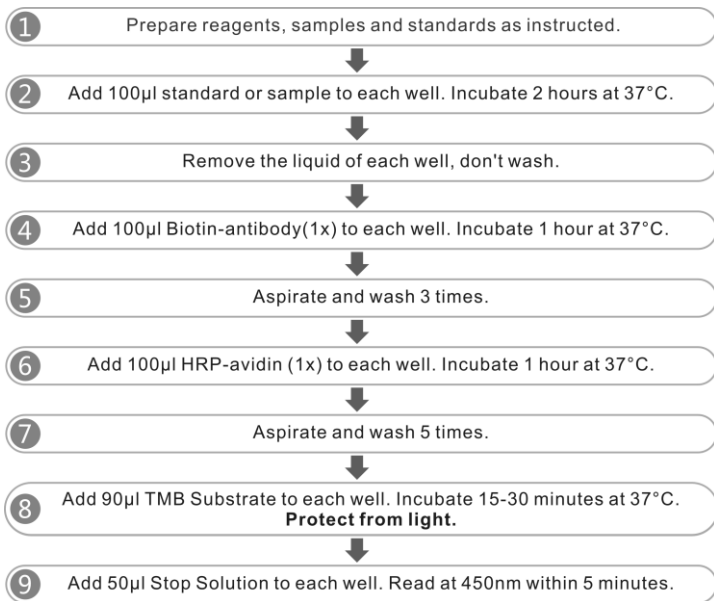 1 Prepare reagents, samples and standards as instructed.
2 Add 100μl standard or sample to each well. Incubate 2 hours at 37°C.
3 Remove the liquid of each well, don't wash.
4 Add 100μl Biotin-antibody(1x) to each well. Incubate 1 hour at 37°C.
5 Aspirate and wash 3 times.
6 Add 100μl HRP-avidin (1x) to each well. Incubate 1 hour at 37°C.
7 Aspirate and wash 5 times.
8 Add 90μl TMB Substrate to each well. Incubate 15-30 minutes at 37°C.
Protect from light.
9 Add 50μl Stop Solution to each well. Read at 450nm within 5 minutes.